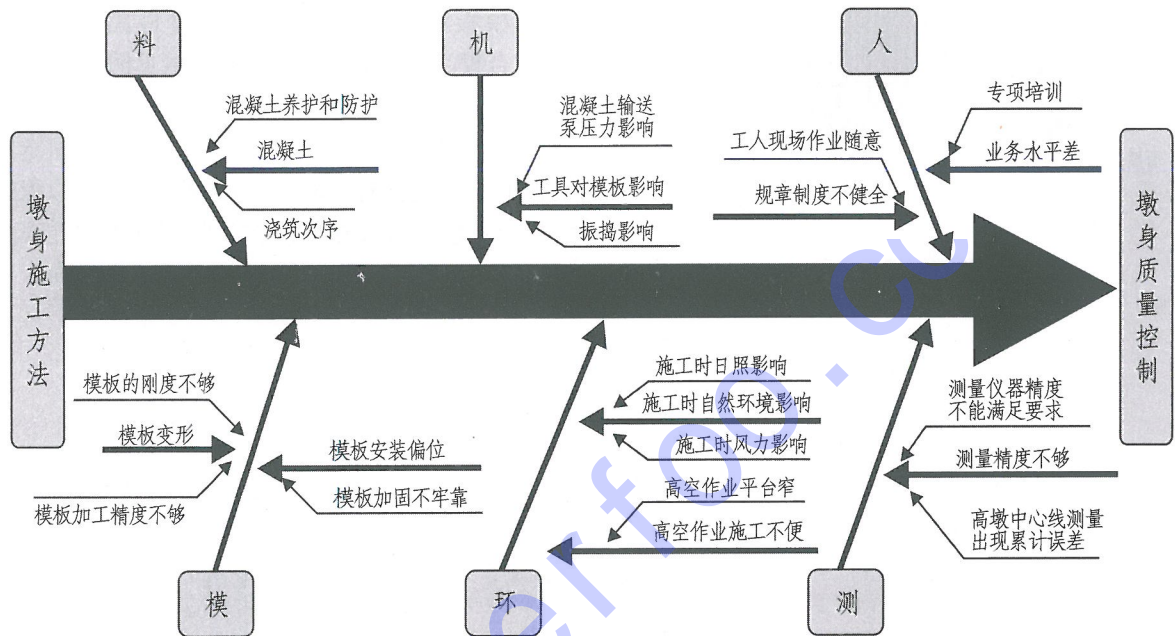 料
机
人
混凝土养护和防护
混凝土
浇筑次序
混凝土输送
泵压力影响
工具对模板影响
振捣影响
工人现场作业随意
规章制度不健全
专项培训
业务水平差
墩身施工方法
墩身质量控制
模板的刚度不够
模板变形
模板加工精度不够
模板安装偏位
模板加固不牢靠
施工时日照影响
施工时自然环境影响
施工时风力影响
高空作业平台窄
高空作业施工不便
测量仪器精度
不能满足要求
测量精度不够
高墩中心线测量
出现累计误差
模
环
测
erfoo.co